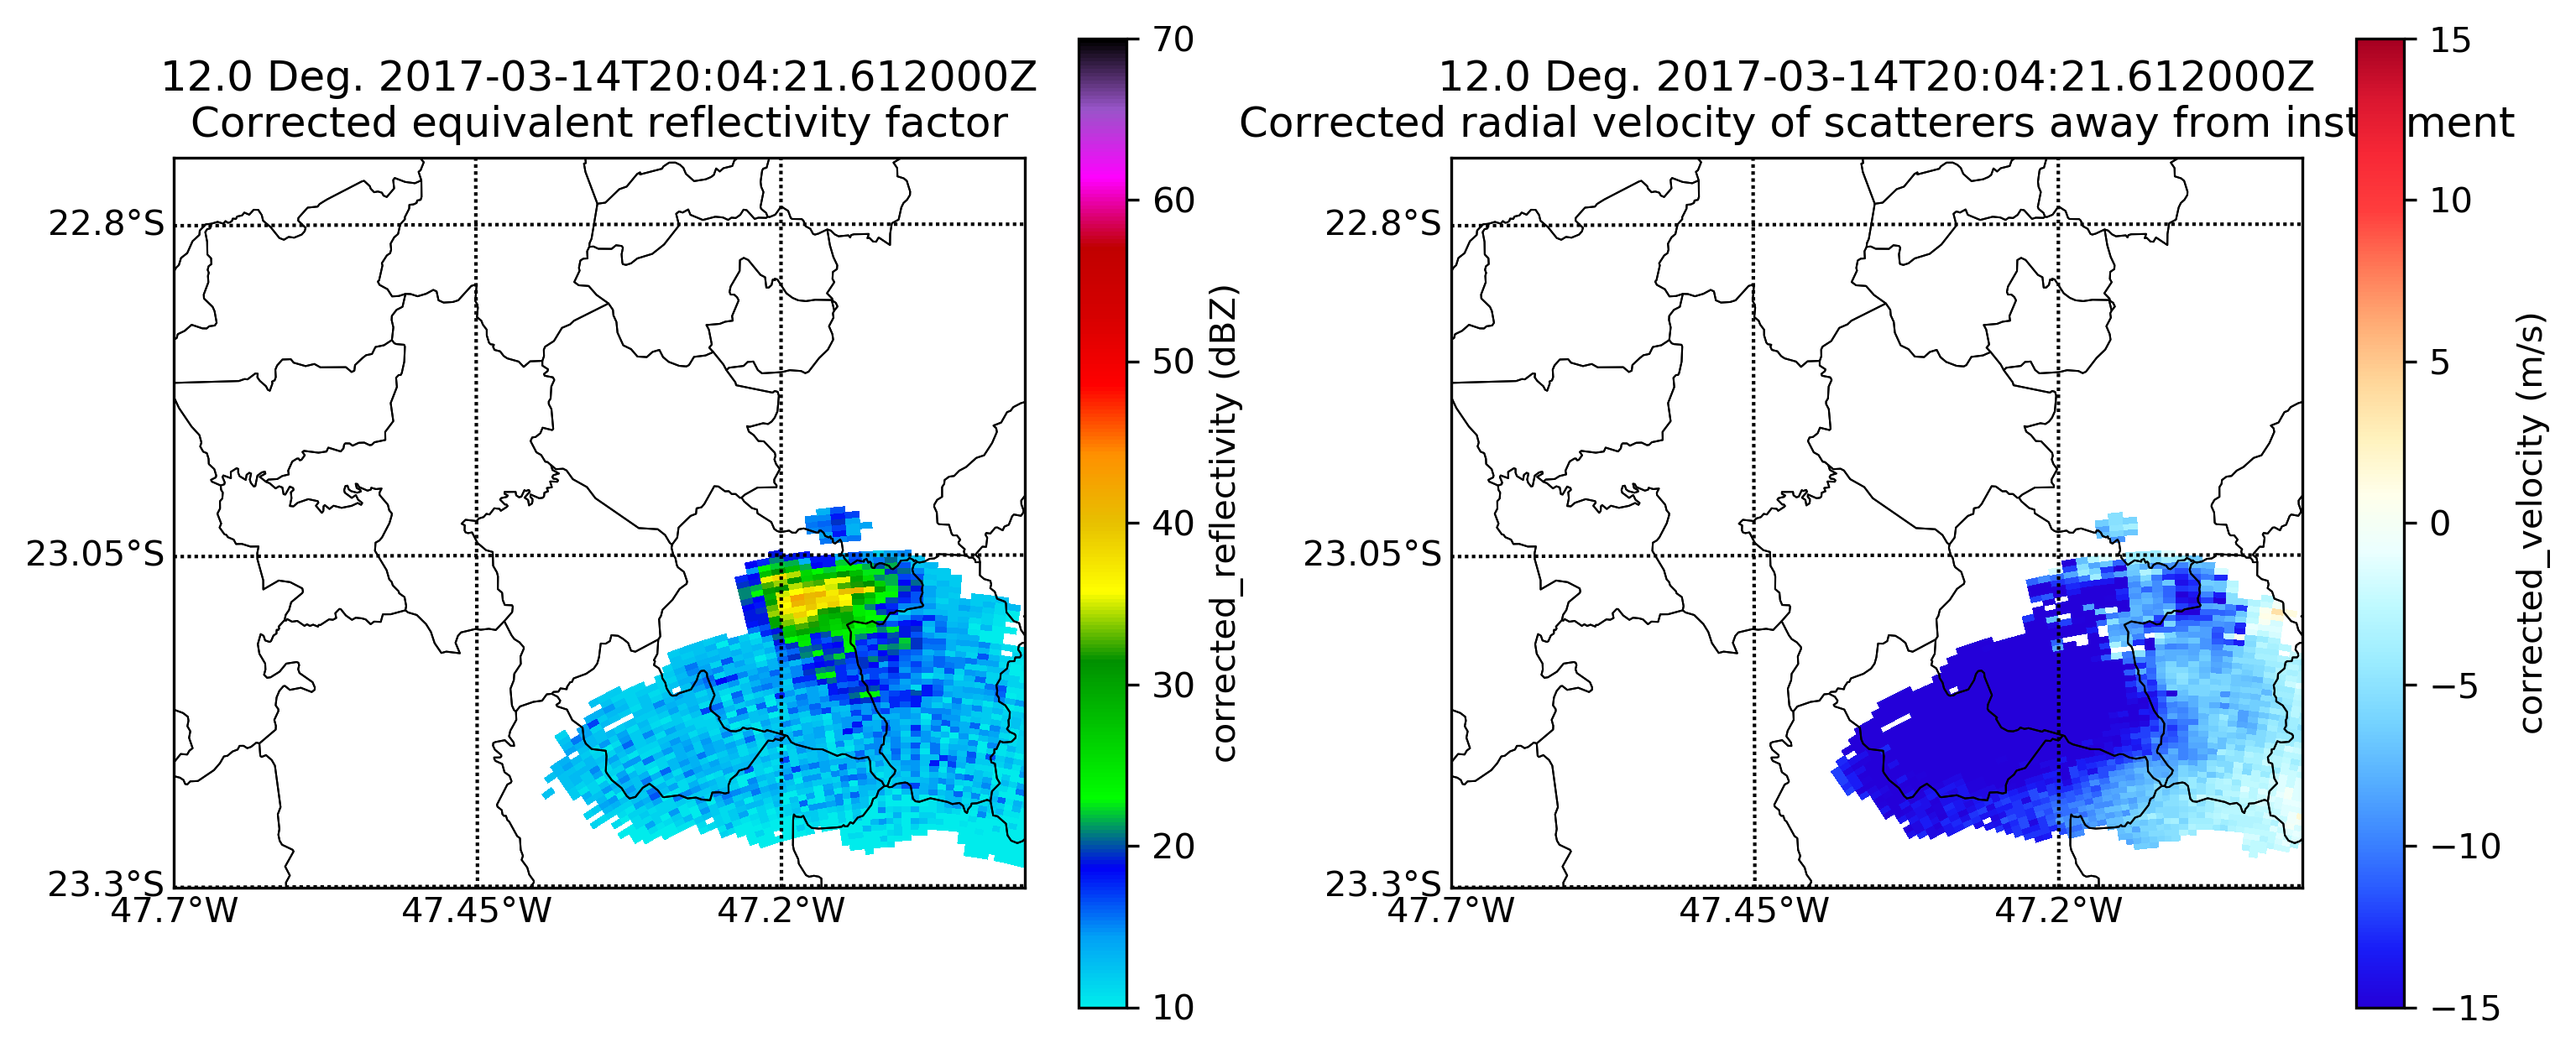 12.0 Deg. 2017-03-14T20:04:21.612000Z
Corrected equivalent reflectivity factor
22.8°S
23.05°S
23.3°S
47.7°W
47.45°W
47.2°W
70
60
50
40
30
20
10
corrected_reflectivity (dBZ)
12.0 Deg. 2017-03-14T20:04:21.612000Z
Corrected radial velocity of scatterers away from inst ment
22.8°S
23.05°S
23.3°S
47.7°W
47.45°W
47.2°W
15
10
5
0
−5
−10
−15
corrected_velocity (m/s)